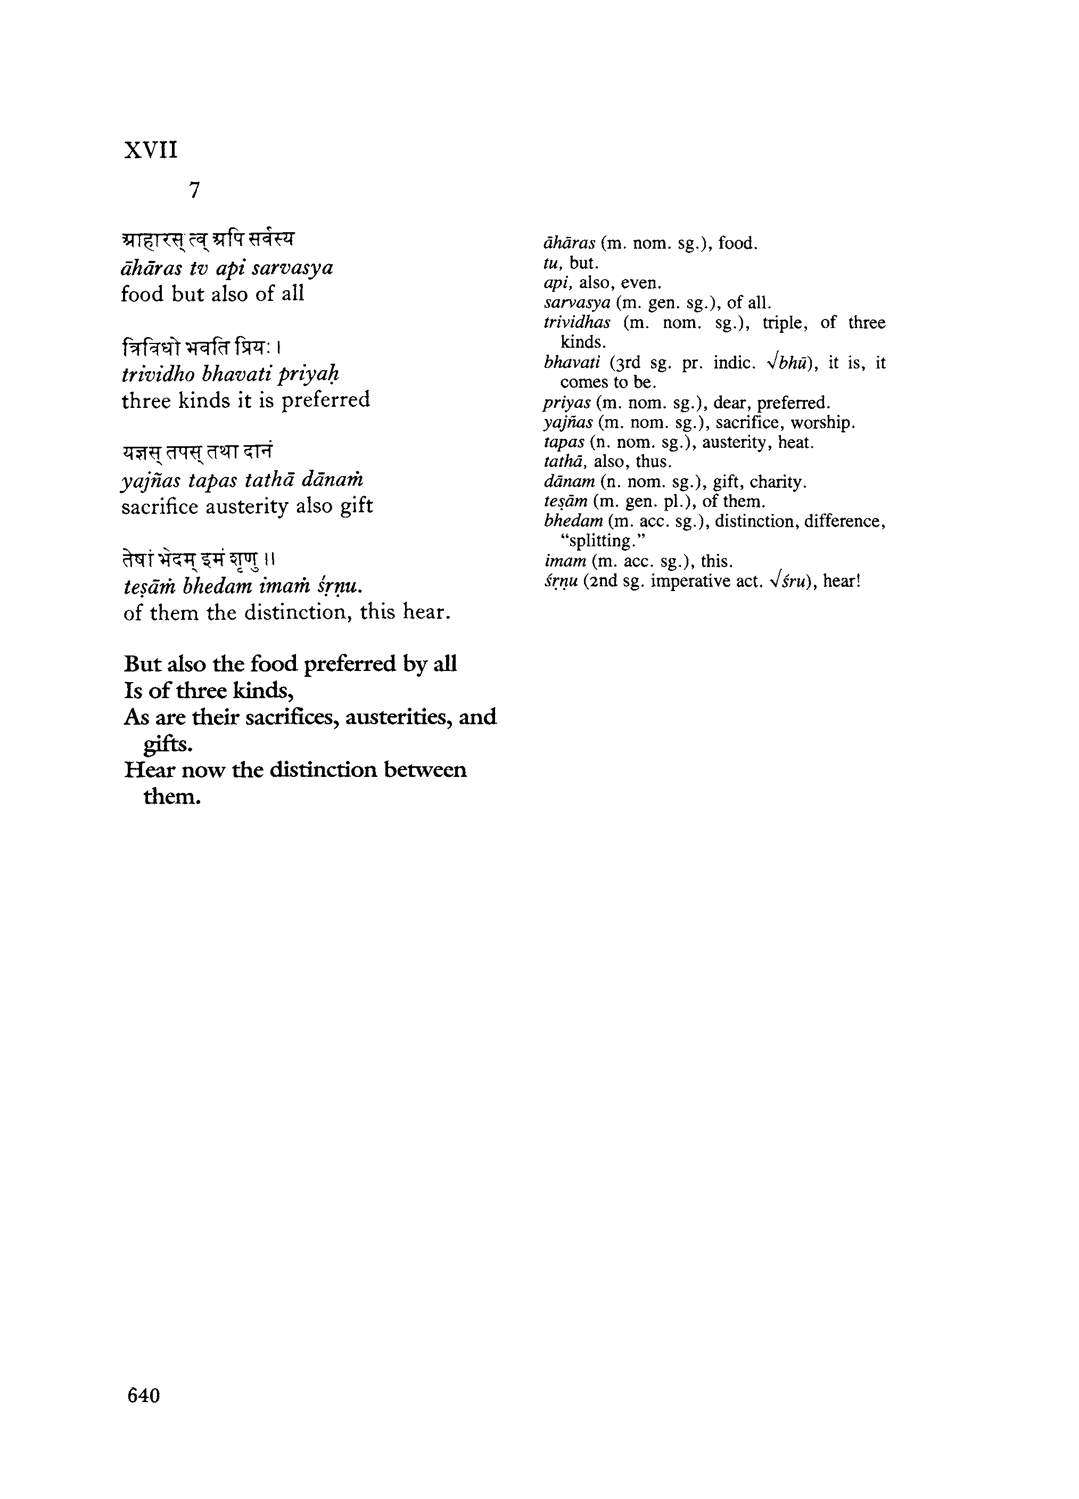 XVII
7
आहारस् त्व् अपि सर्वस्य
āhāras tv api sarvasya
food but also of all
त्रिविधो भवति प्रियः ।
trividho bhavati priyaḥ
three kinds it is preferred
यज्ञस् तपस् तथा दानं
yajñas tapas tathā dānaṁ
sacrifice austerity also gift
तेषां भेदम् इमं शृणु ॥
teṣāṁ bhedam imaṁ śṛṇu.
of them the distinction, this hear.
But also the food preferred by all
Is of three kinds,
As are their sacrifices, austerities, and
gifts.
Hear now the distinction between
them.
āhāras (m. nom. sg.), food.
tu, but.
api, also, even.
sarvasya (m. gen. sg.), of all.
trividhas (m. nom. sg.), triple, of three
kinds.
bhavati (3rd sg. pr. indic. √bhū), it is, it
comes to be.
priyas (m. nom. sg.), dear, preferred.
yajñas (m. nom. sg.), sacrifice, worship.
tapas (n. nom. sg.), austerity, heat.
tathā, also, thus.
dānam (n. nom. sg.), gift, charity.
teṣām (m. gen. pl.), of them.
bhedam (m. acc. sg.), distinction, difference,
“splitting.”
imam (m. acc. sg.), this.
śṛṇu (2nd sg. imperative act. √śru), hear!
640